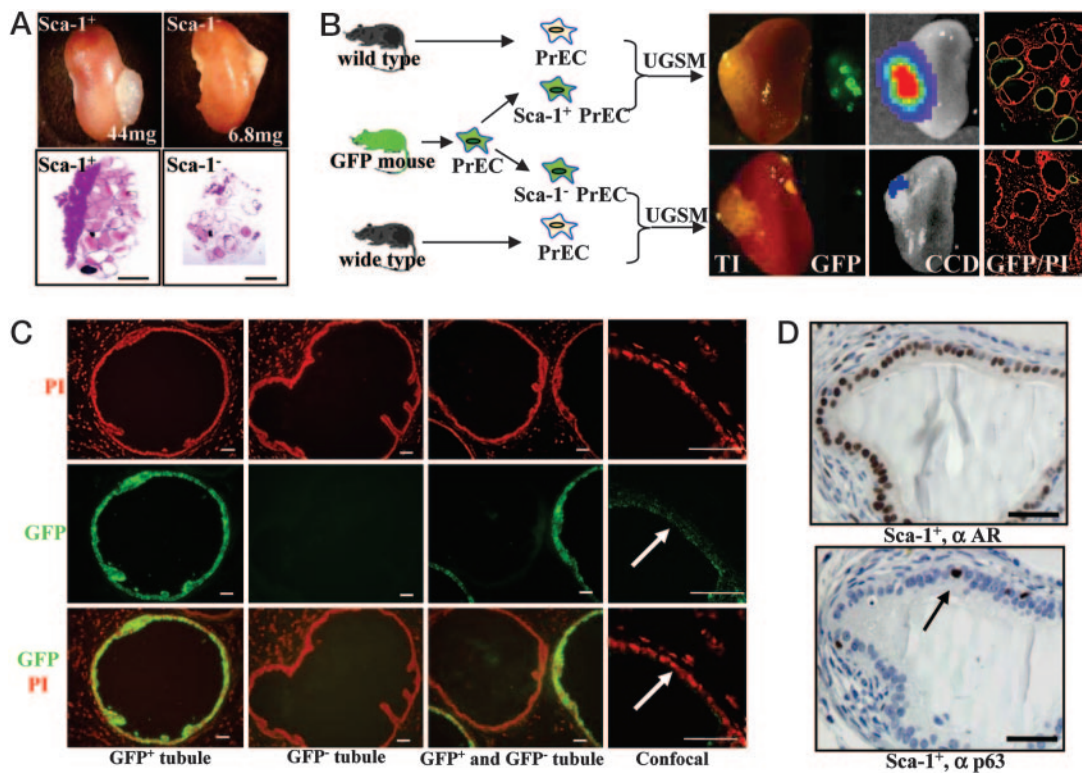 A
Sca-1+
Sca-1-
44mg
6.8mg
Sca-1+
Sca-1-
B
wild type
PrEC
UGSM
Sca-1+ PrEC
GFP mouse
PrEC
Sca-1- PrEC
UGSM
wide type
PrEC
TI
GFP
CCD
GFP/PI
C
PI
GFP
GFP
PI
GFP+ tubule
GFP- tubule
GFP+ and GFP- tubule
Confocal
D
Sca-1+, α AR
Sca-1+, α p63